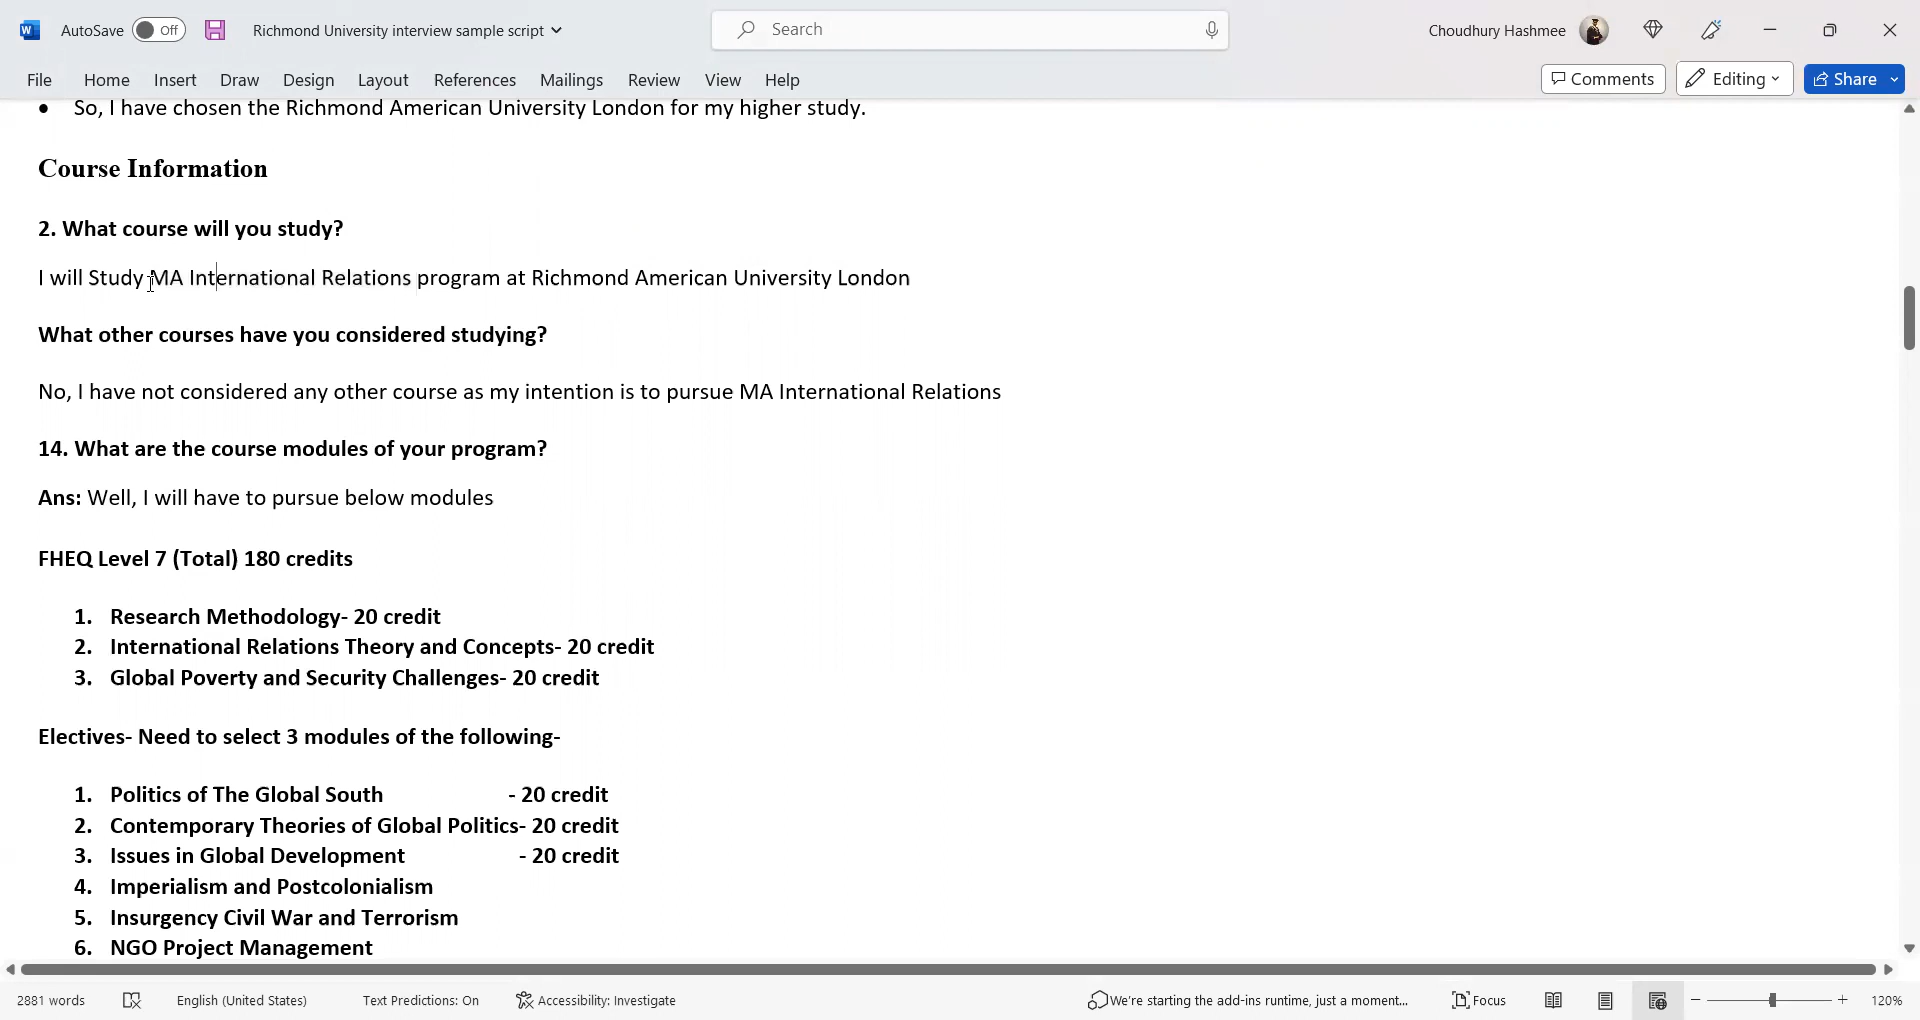 AutoSave Off Richmond University interview sample script Search Choudhury Hashmee
File Home Insert Draw Design Layout References Mailings Review View Help Comments Editing Share
• So, I have chosen the Richmond American University London for my higher study.
Course Information
2. What course will you study?
I will Study MA International Relations program at Richmond American University London
What other courses have you considered studying?
No, I have not considered any other course as my intention is to pursue MA International Relations
14. What are the course modules of your program?
Ans: Well, I will have to pursue below modules
FHEQ Level 7 (Total) 180 credits
1. Research Methodology- 20 credit
2. International Relations Theory and Concepts- 20 credit
3. Global Poverty and Security Challenges- 20 credit
Electives- Need to select 3 modules of the following-
1. Politics of The Global South - 20 credit
2. Contemporary Theories of Global Politics- 20 credit
3. Issues in Global Development - 20 credit
4. Imperialism and Postcolonialism
5. Insurgency Civil War and Terrorism
6. NGO Project Management
2881 words English (United States) Text Predictions: On Accessibility: Investigate We're starting the add-ins runtime, just a moment... Focus 120%